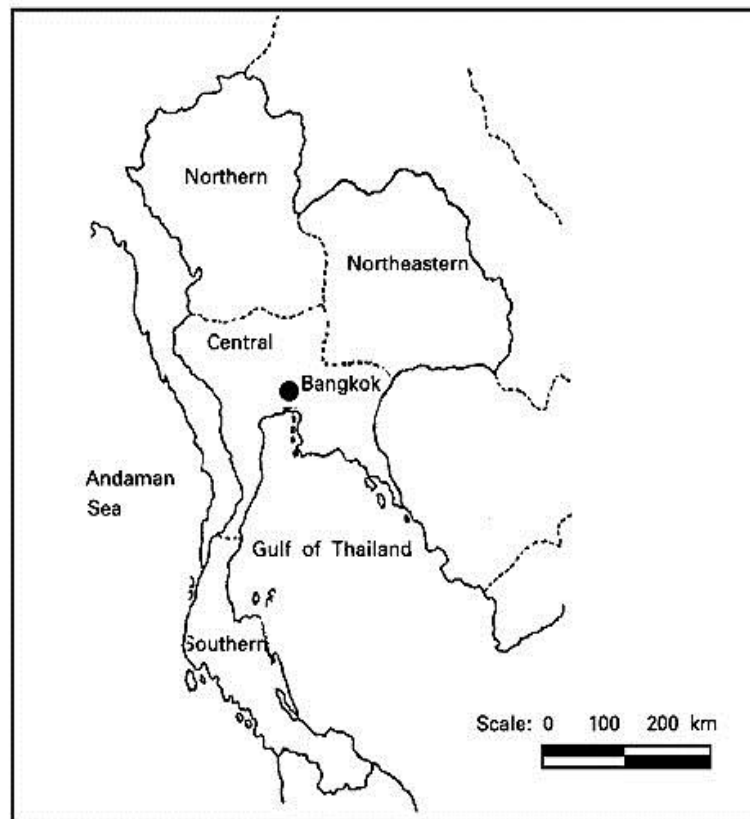 Northern
Northeastern
Central
Bangkok
Andaman
Sea
Gulf of Thailand
Southern
Scale: 0 100 200 km